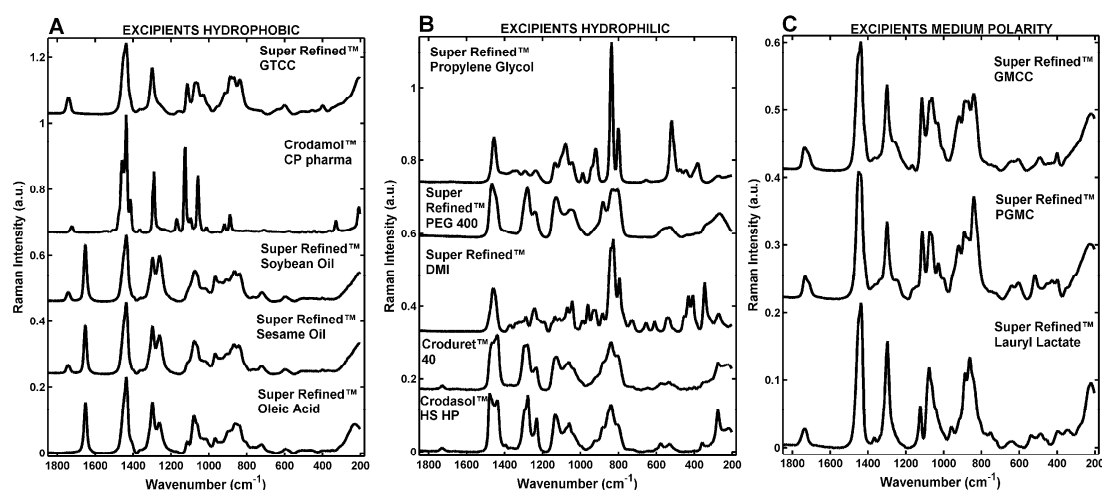 A
EXCIPIENTS HYDROPHOBIC
Raman Intensity (a.u.)
1.2
1
0.8
0.6
0.4
0.2
0
Super Refined™
GTCC
Crodamol™
CP pharma
Super Refined™
Soybean Oil
Super Refined™
Sesame Oil
Super Refined™
Oleic Acid
1800 1600 1400 1200 1000 800 600 400 200
Wavenumber (cm-1)
B
EXCIPIENTS HYDROPHILIC
Raman Intensity (a.u.)
1
0.8
0.6
0.4
0.2
0
Super Refined™
Propylene Glycol
Super
Refined™
PEG 400
Super Refined™
DMI
Croduret™
40
Crodasol™
HS HP
1800 1600 1400 1200 1000 800 600 400 200
Wavenumber (cm-1)
C
EXCIPIENTS MEDIUM POLARITY
Raman Intensity (a.u.)
0.6
0.5
0.4
0.3
0.2
0.1
0
Super Refined™
GMCC
Super Refined™
PGMC
Super Refined™
Lauryl Lactate
1800 1600 1400 1200 1000 800 600 400 200
Wavenumber (cm-1)